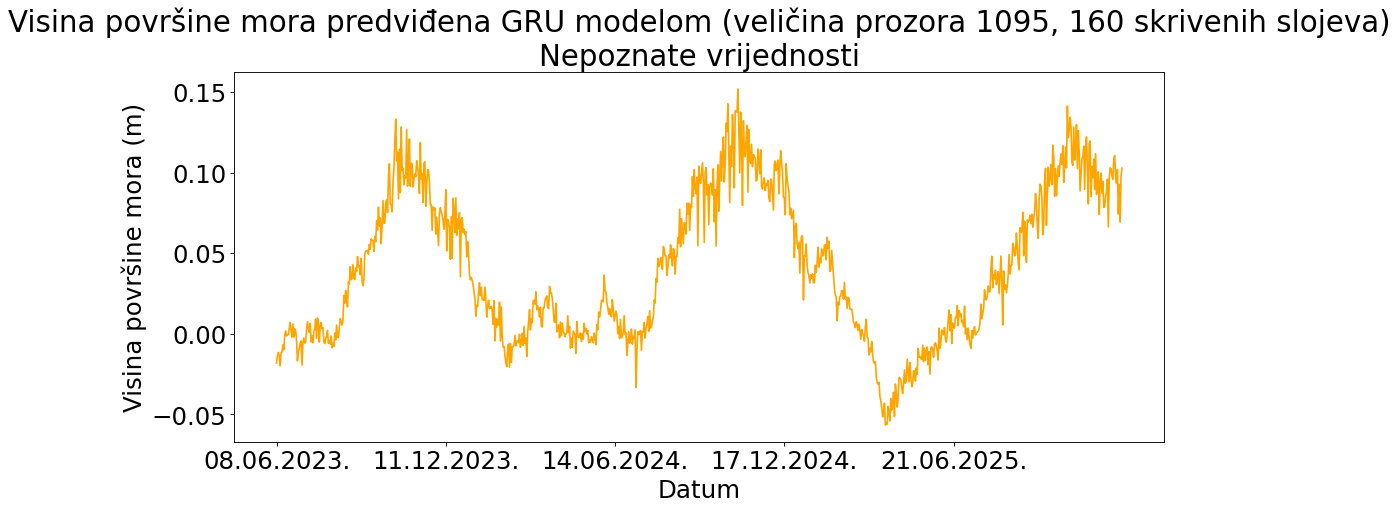 Visina površine mora predviđena GRU modelom (veličina prozora 1095, 160 skrivenih slojeva)
Nepoznate vrijednosti
Visina površine mora (m)
0.15
0.10
0.05
0.00
−0.05
08.06.2023. 11.12.2023. 14.06.2024. 17.12.2024. 21.06.2025.
Datum